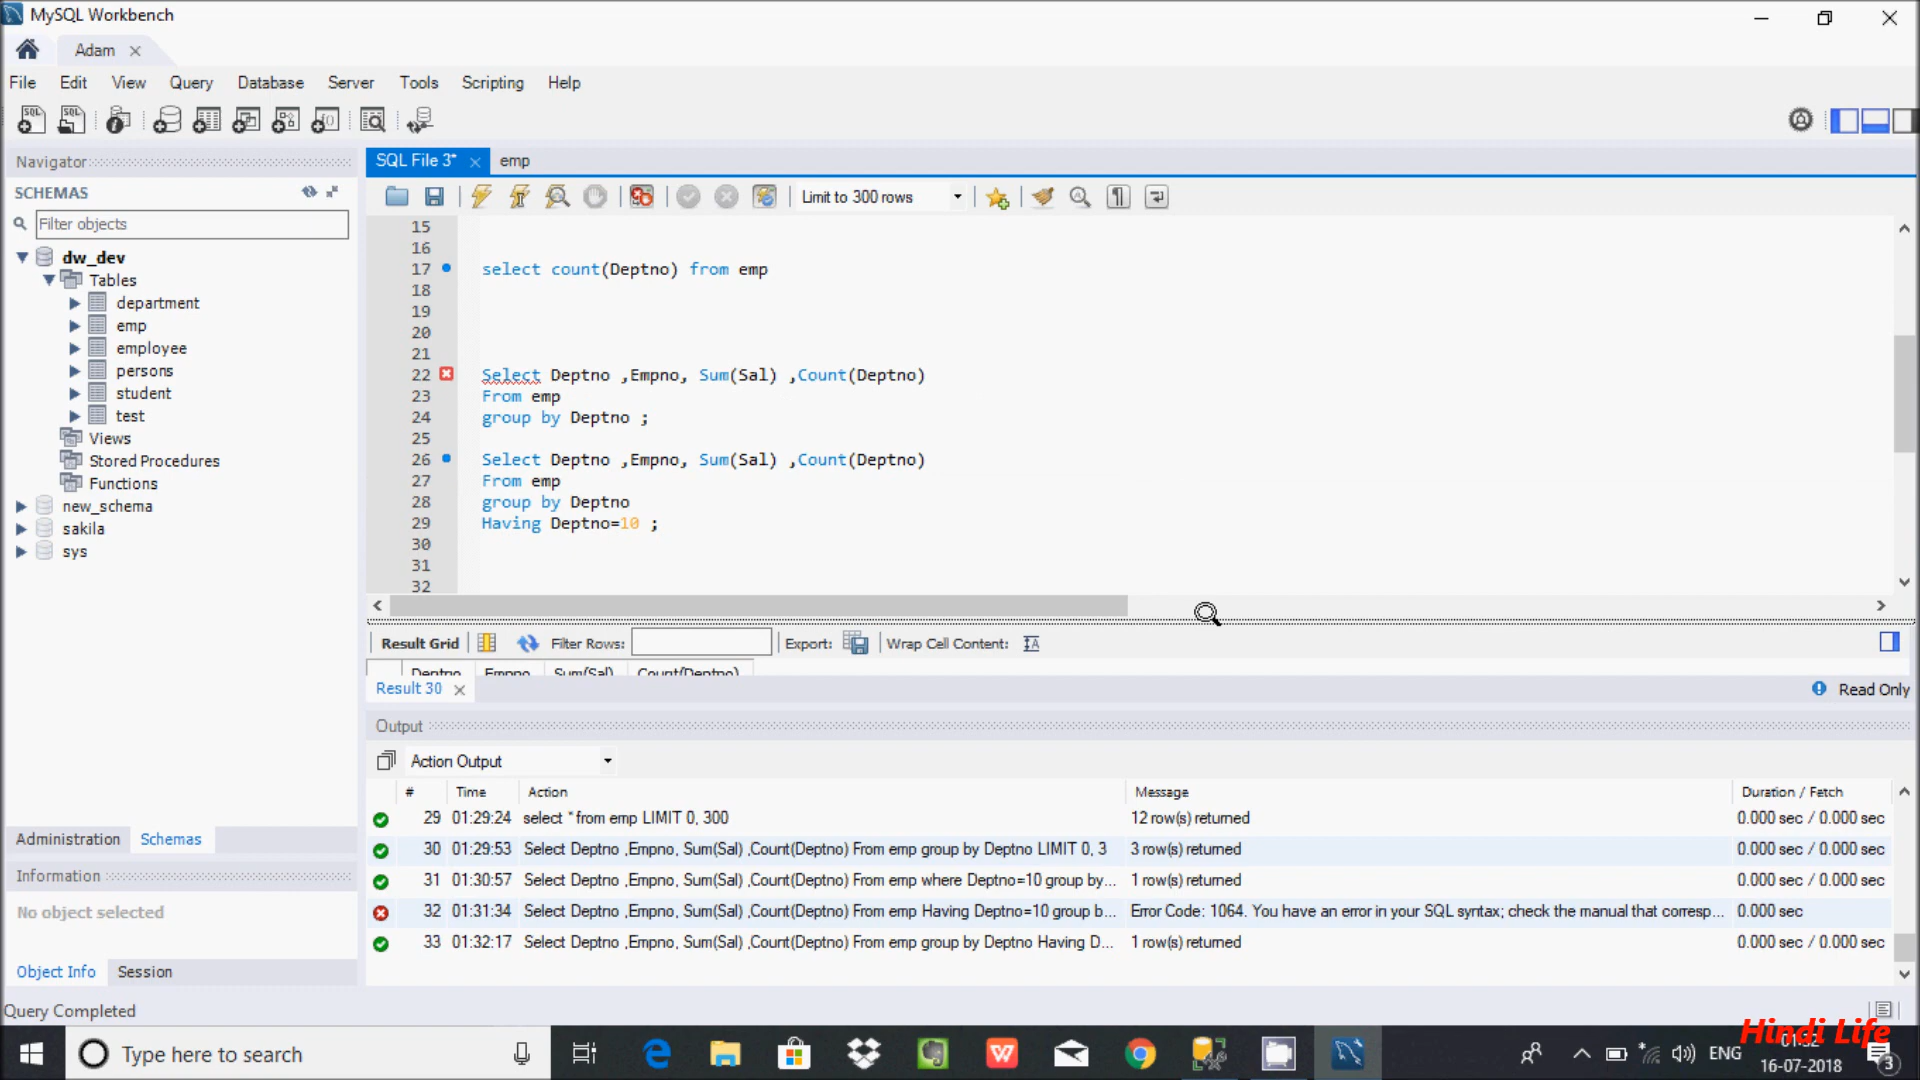 MySQL Workbench
Adam
File Edit View Query Database Server Tools Scripting Help
Navigator
SCHEMAS
Filter objects
dw_dev
Tables
department
emp
employee
persons
student
test
Views
Stored Procedures
Functions
new_schema
sakila
sys
Administration Schemas
Information
No object selected
Object Info Session
Query Completed
SQL File 3* emp
Limit to 300 rows
15
16
17 select count(Deptno) from emp
18
19
20
21
22 Select Deptno ,Empno, Sum(Sal) ,Count(Deptno)
23 From emp
24 group by Deptno ;
25
26 Select Deptno ,Empno, Sum(Sal) ,Count(Deptno)
27 From emp
28 group by Deptno
29 Having Deptno=10 ;
30
31
32
Result Grid Filter Rows: Export: Wrap Cell Content:
Deptno Empno Sum(Sal) Count(Deptno)
Result 30 Read Only
Output
Action Output
# Time Action Message Duration / Fetch
29 01:29:24 select * from emp LIMIT 0, 300 12 row(s) returned 0.000 sec / 0.000 sec
30 01:29:53 Select Deptno ,Empno, Sum(Sal) ,Count(Deptno) From emp group by Deptno LIMIT 0, 3 3 row(s) returned 0.000 sec / 0.000 sec
31 01:30:57 Select Deptno ,Empno, Sum(Sal) ,Count(Deptno) From emp where Deptno=10 group by... 1 row(s) returned 0.000 sec / 0.000 sec
32 01:31:34 Select Deptno ,Empno, Sum(Sal) ,Count(Deptno) From emp Having Deptno=10 group b... Error Code: 1064. You have an error in your SQL syntax; check the manual that corresp... 0.000 sec
33 01:32:17 Select Deptno ,Empno, Sum(Sal) ,Count(Deptno) From emp group by Deptno Having D... 1 row(s) returned 0.000 sec / 0.000 sec
Hindi Life
Type here to search
ENG
16-07-2018
3